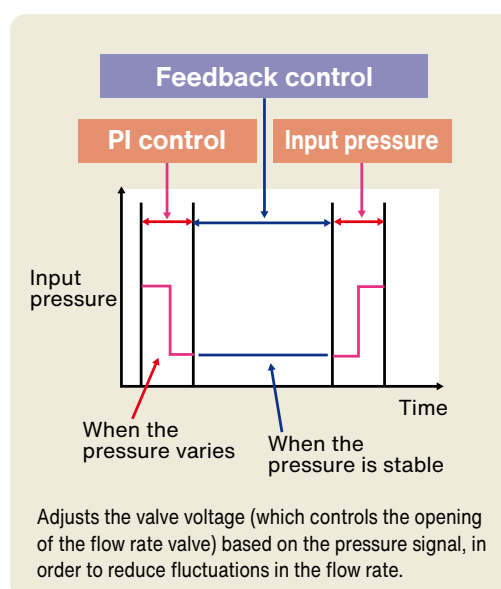 Feedback control
PI control
Input pressure
Input
pressure
Time
When the
pressure varies
When the
pressure is stable
Adjusts the valve voltage (which controls the opening
of the flow rate valve) based on the pressure signal, in
order to reduce fluctuations in the flow rate.